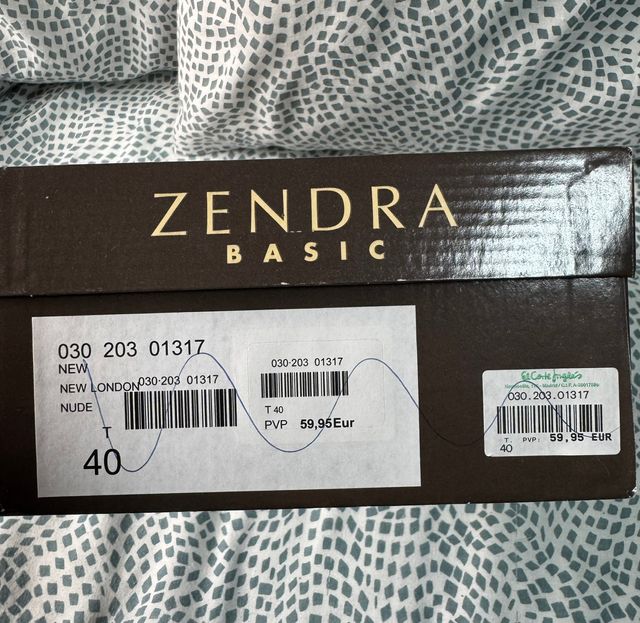 ZENDRA
BASIC
030 203 01317
NEW
NEW LONDON
NUDE
030-203 01317
T
40
030-203 01317
T 40
PVP 59,95Eur
El Corte Inglés
030.203.01317
T.
40
PVP: 59,95 EUR